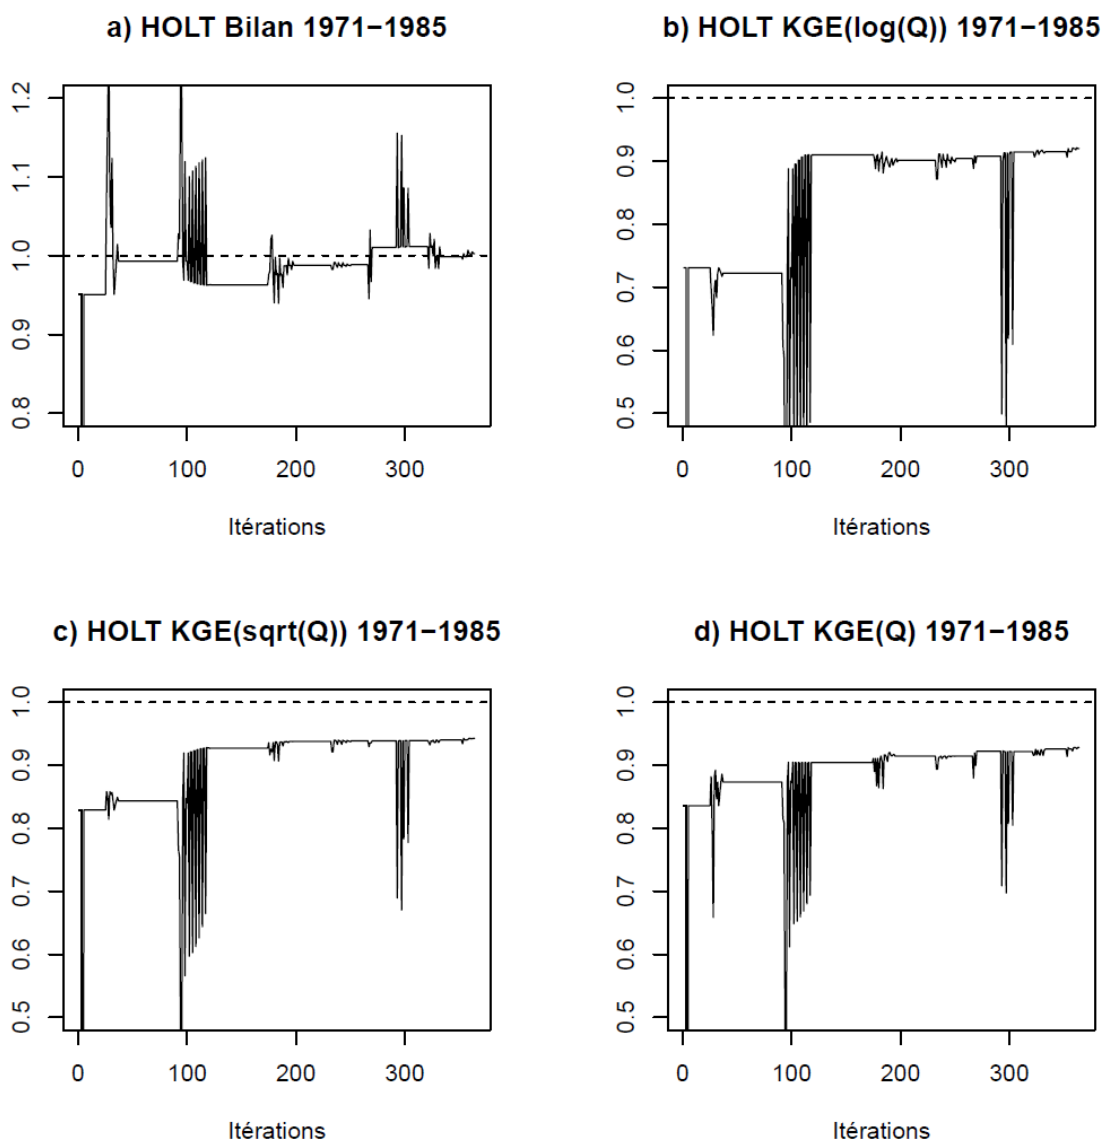 a) HOLT Bilan 1971−1985
1.2
1.1
1.0
0.9
0.8
0 100 200 300
Itérations
b) HOLT KGE(log(Q)) 1971−1985
1.0
0.9
0.8
0.7
0.6
0.5
0 100 200 300
Itérations
c) HOLT KGE(sqrt(Q)) 1971−1985
1.0
0.9
0.8
0.7
0.6
0.5
0 100 200 300
Itérations
d) HOLT KGE(Q) 1971−1985
1.0
0.9
0.8
0.7
0.6
0.5
0 100 200 300
Itérations